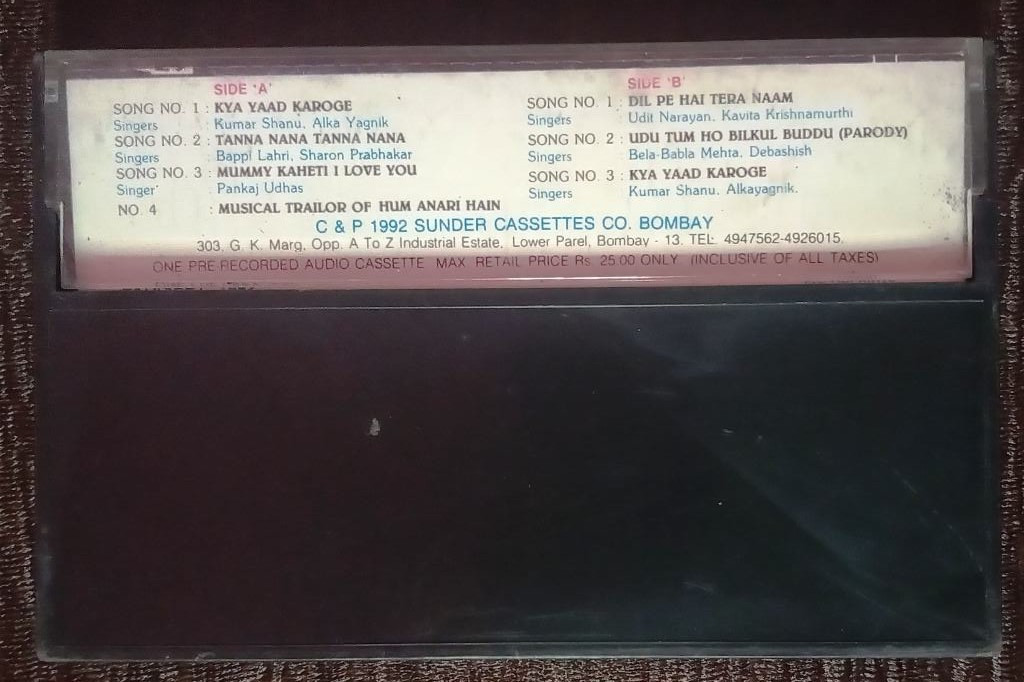 SIDE 'A'
SONG NO. 1 : KYA YAAD KAROGE
Singers : Kumar Shanu, Alka Yagnik
SONG NO. 2 : TANNA NANA TANNA NANA
Singers : Bappi Lahri, Sharon Prabhakar
SONG NO. 3 : MUMMY KAHETI I LOVE YOU
Singer : Pankaj Udhas
NO. 4 : MUSICAL TRAILOR OF HUM ANARI HAIN
SIDE 'B'
SONG NO. 1 : DIL PE HAI TERA NAAM
Singers : Udit Narayan, Kavita Krishnamurthi
SONG NO. 2 : UDU TUM HO BILKUL BUDDU (PARODY)
Singers : Bela-Babla Mehta, Debashish
SONG NO. 3 : KYA YAAD KAROGE
Singers : Kumar Shanu, Alkayagnik.
C & P 1992 SUNDER CASSETTES CO. BOMBAY
303, G. K. Marg, Opp. A To Z Industrial Estate, Lower Parel, Bombay - 13. TEL: 4947562-4926015.
ONE PRE-RECORDED AUDIO CASSETTE MAX RETAIL PRICE Rs. 25.00 ONLY (INCLUSIVE OF ALL TAXES)